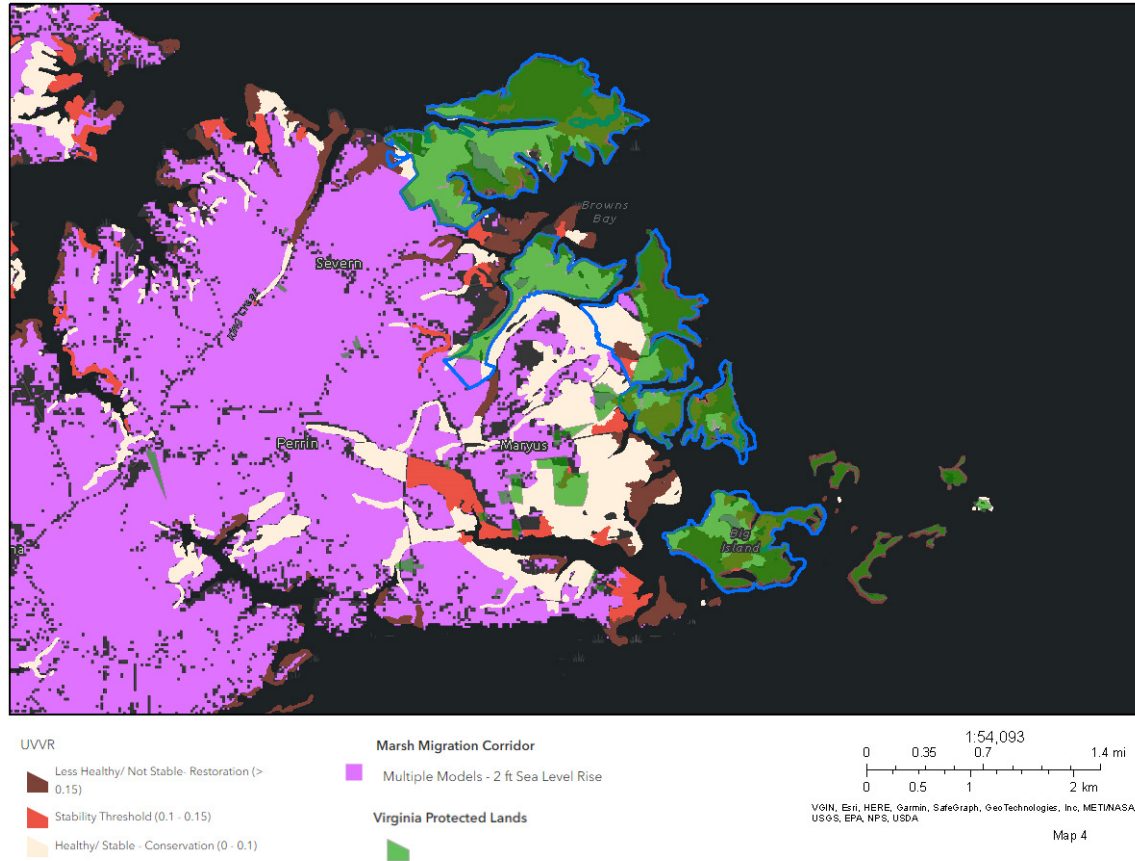 Browns
Bay
Severn
Perrin
Maryus
Big
Island
na
UVVR
Less Healthy/ Not Stable- Restoration (>
0.15)
Stability Threshold (0.1 - 0.15)
Healthy/ Stable - Conservation (0 - 0.1)
Marsh Migration Corridor
Multiple Models - 2 ft Sea Level Rise
Virginia Protected Lands
1:54,093
0 0.35 0.7 1.4 mi
0 0.5 1 2 km
VGIN, Esri, HERE, Garmin, SafeGraph, GeoTechnologies, Inc, METI/NASA,
USGS, EPA, NPS, USDA
Map 4